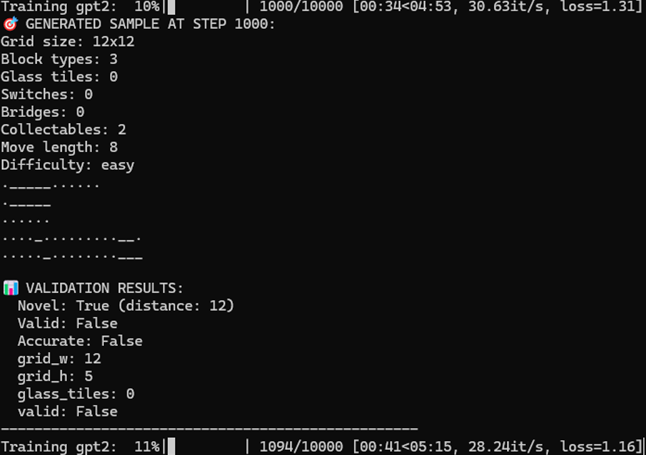 Training gpt2:  10%|█         | 1000/10000 [00:34<04:53, 30.63it/s, loss=1.31]
🎯 GENERATED SAMPLE AT STEP 1000:
Grid size: 12x12
Block types: 3
Glass tiles: 0
Switches: 0
Bridges: 0
Collectables: 2
Move length: 8
Difficulty: easy
._____......
._____
......
...._.........__.
....._........___
📊 VALIDATION RESULTS:
  Novel: True (distance: 12)
  Valid: False
  Accurate: False
  grid_w: 12
  grid_h: 5
  glass_tiles: 0
  valid: False
--------------------------------------------------
Training gpt2:  11%|█         | 1094/10000 [00:41<05:15, 28.24it/s, loss=1.16]